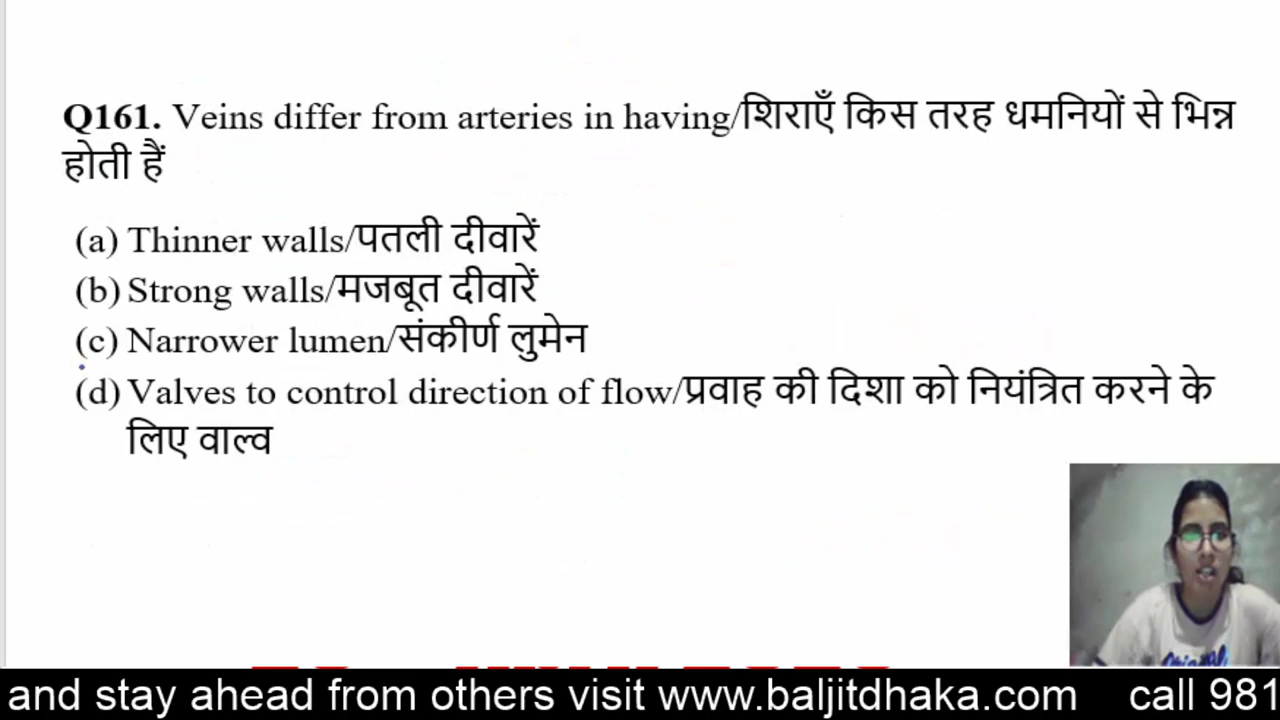 Q161. Veins differ from arteries in having/शिराएँ किस तरह धमनियों से भिन्न
होती हैं
(a) Thinner walls/पतली दीवारें
(b) Strong walls/मजबूत दीवारें
(c) Narrower lumen/संकीर्ण लुमेन
(d) Valves to control direction of flow/प्रवाह की दिशा को नियंत्रित करने के
लिए वाल्व
and stay ahead from others visit www.baljitdhaka.com call 981